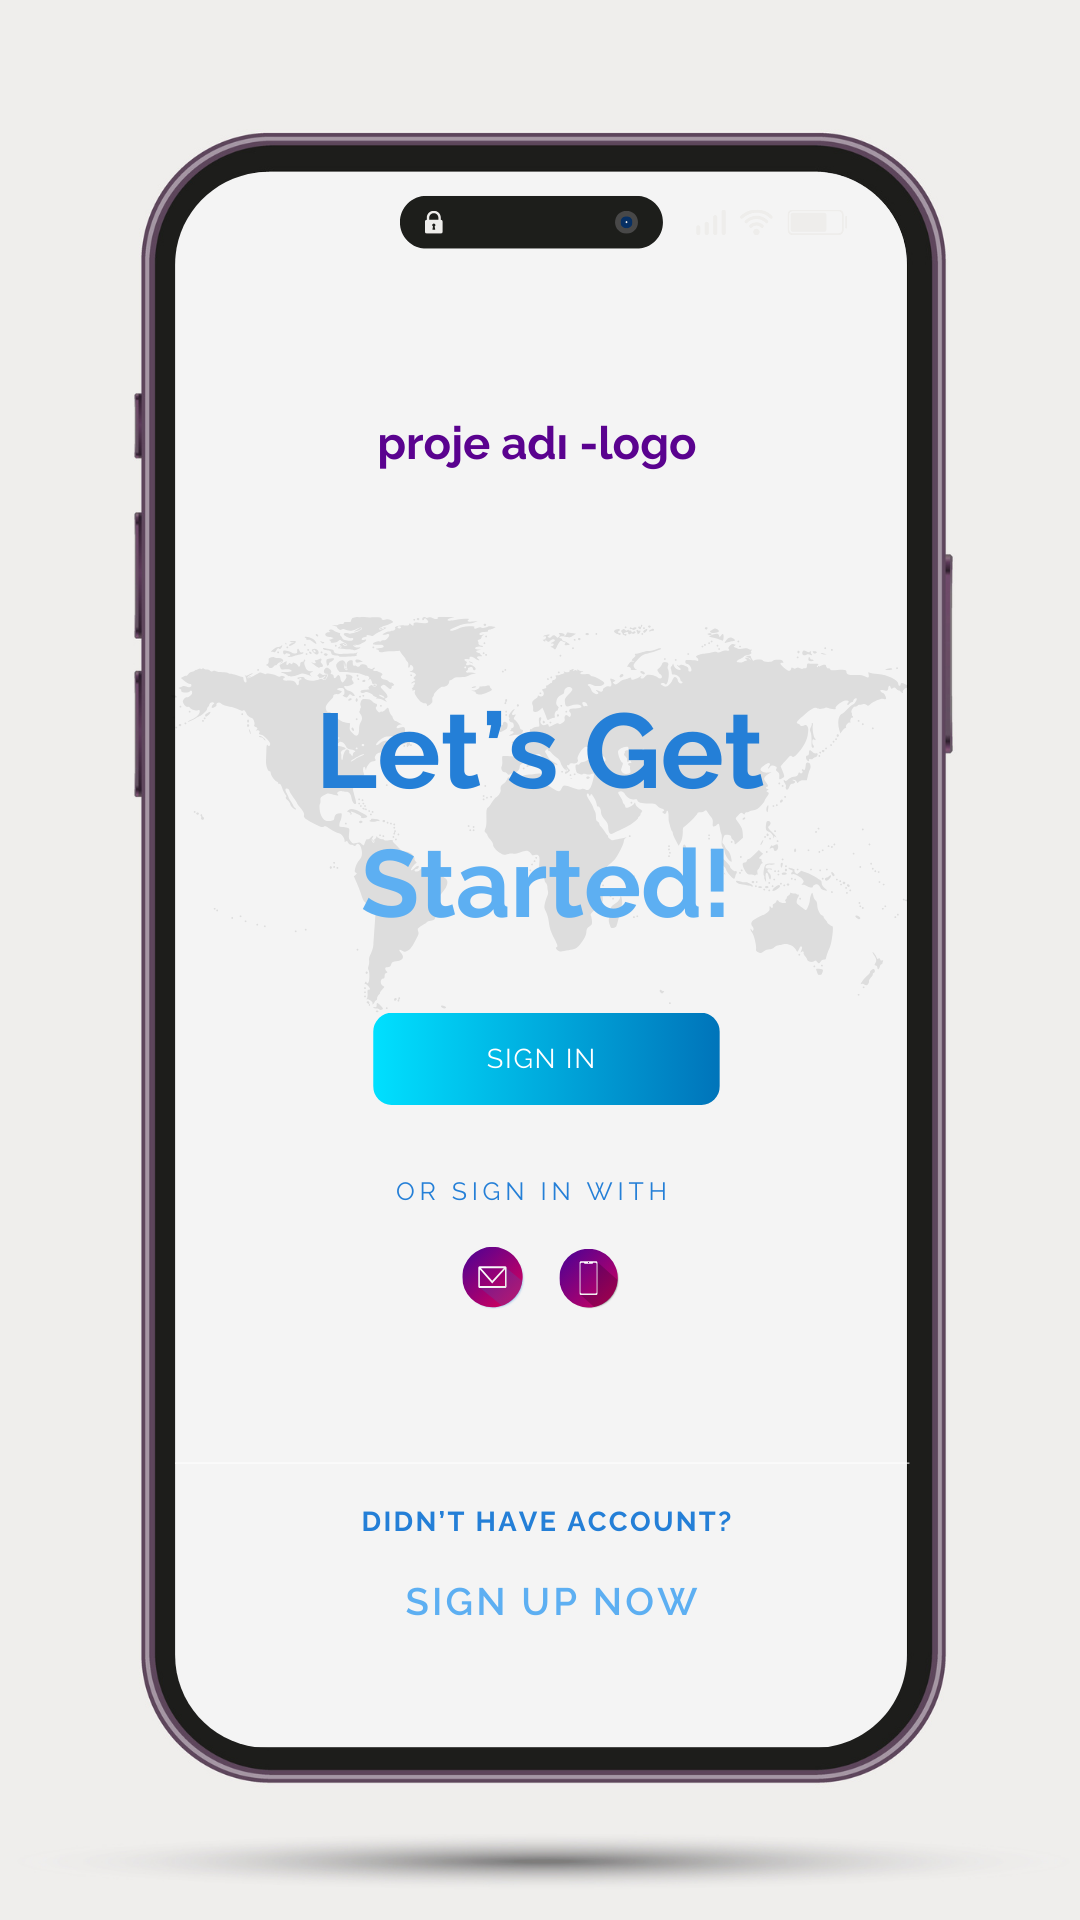 proje adı -logo
Let’s Get
Started!
SIGN IN
OR SIGN IN WITH
DIDN’T HAVE ACCOUNT?
SIGN UP NOW